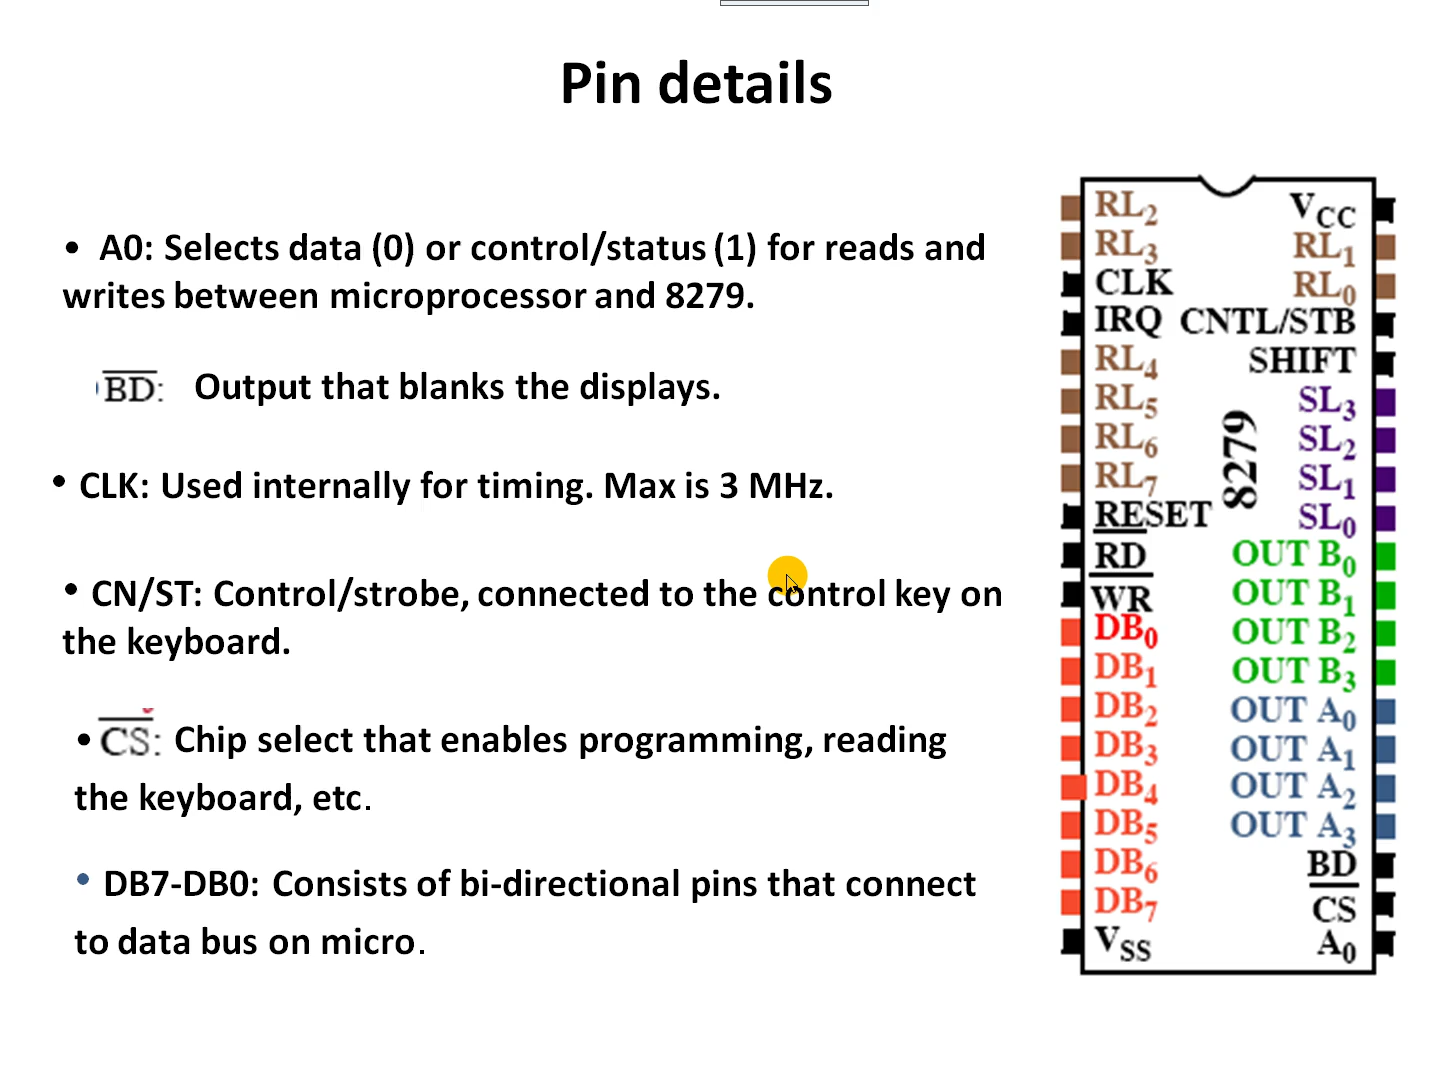 Pin details
• A0: Selects data (0) or control/status (1) for reads and
writes between microprocessor and 8279.
B̅D̅: Output that blanks the displays.
• CLK: Used internally for timing. Max is 3 MHz.
• CN/ST: Control/strobe, connected to the control key on
the keyboard.
• C̅S̅: Chip select that enables programming, reading
the keyboard, etc.
• DB7-DB0: Consists of bi-directional pins that connect
to data bus on micro.
RL2 VCC
RL3 RL1
CLK RL0
IRQ CNTL/STB
RL4 SHIFT
RL5 SL3
RL6 SL2
RL7 SL1
RESET SL0
R̅D̅ OUT B0
W̅R̅ OUT B1
DB0 OUT B2
DB1 OUT B3
DB2 OUT A0
DB3 OUT A1
DB4 OUT A2
DB5 OUT A3
DB6 BD
DB7 C̅S̅
VSS A0
8279